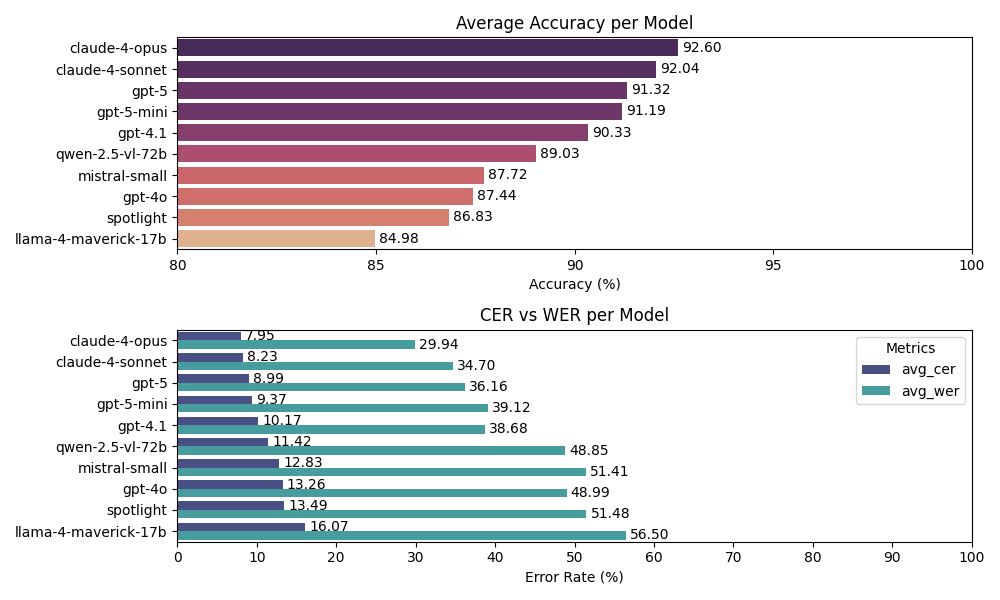 Average Accuracy per Model
claude-4-opus 92.60
claude-4-sonnet 92.04
gpt-5 91.32
gpt-5-mini 91.19
gpt-4.1 90.33
qwen-2.5-vl-72b 89.03
mistral-small 87.72
gpt-4o 87.44
spotlight 86.83
llama-4-maverick-17b 84.98
80 85 90 95 100
Accuracy (%)
CER vs WER per Model
Metrics
avg_cer
avg_wer
claude-4-opus 7.95 29.94
claude-4-sonnet 8.23 34.70
gpt-5 8.99 36.16
gpt-5-mini 9.37 39.12
gpt-4.1 10.17 38.68
qwen-2.5-vl-72b 11.42 48.85
mistral-small 12.83 51.41
gpt-4o 13.26 48.99
spotlight 13.49 51.48
llama-4-maverick-17b 16.07 56.50
0 10 20 30 40 50 60 70 80 90 100
Error Rate (%)